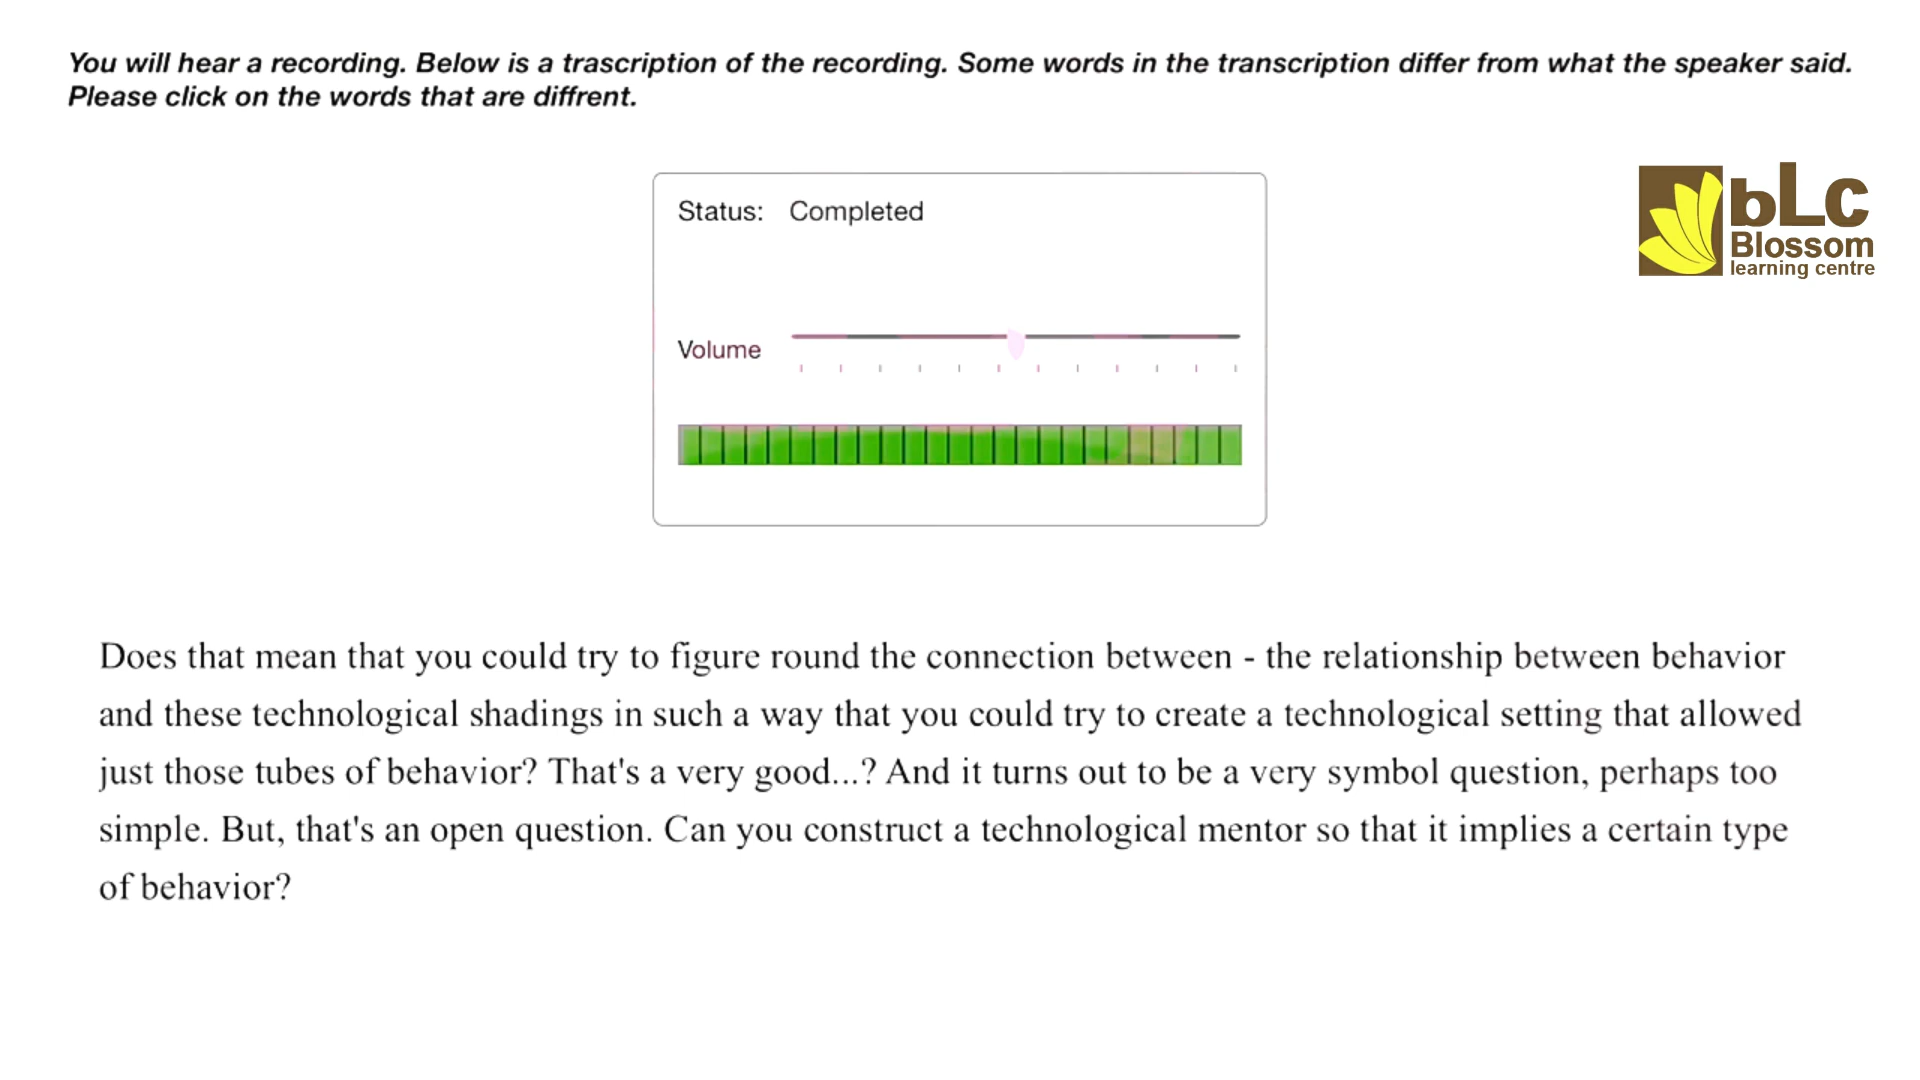 You will hear a recording. Below is a trascription of the recording. Some words in the transcription differ from what the speaker said.
Please click on the words that are diffrent.
Status: Completed
bLc
Blossom
learning centre
Volume
Does that mean that you could try to figure round the connection between - the relationship between behavior
and these technological shadings in such a way that you could try to create a technological setting that allowed
just those tubes of behavior? That's a very good...? And it turns out to be a very symbol question, perhaps too
simple. But, that's an open question. Can you construct a technological mentor so that it implies a certain type
of behavior?